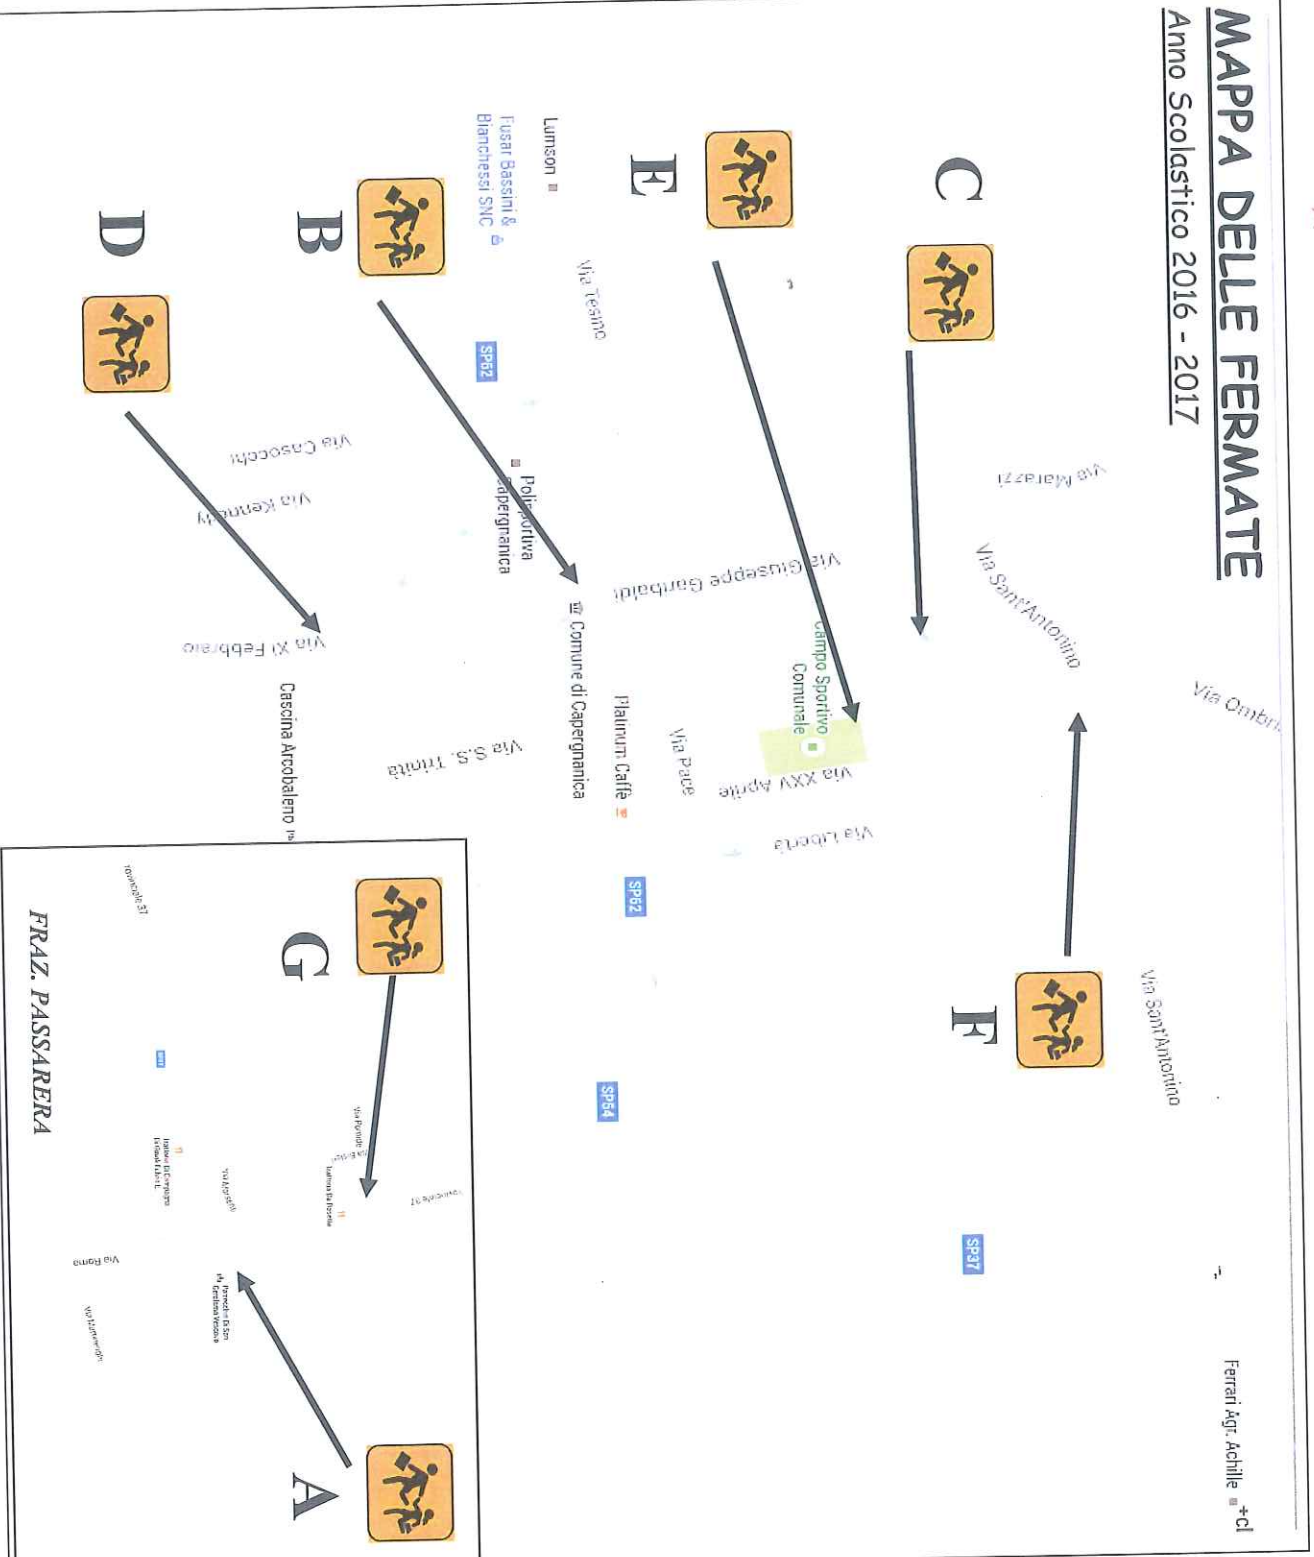 MAPPA DELLE FERMATE
Anno Scolastico 2016 - 2017
Ferrari Agr. Achille
Via Sant'Antonino
Via Marazzi
Via Sant'Antonino
SP37
C
F
Via XXV Aprile
Via Libertà
Campo Sportivo
Comunale
Via Giuseppe Garibaldi
E
Via Pace
Via Tesino
Platinum Caffè
SP62
SP54
Comune di Capergnanica
Lumson
Fusar Bassini &
Bianchessi SNC
SP62
Polisportiva
Capergnanica
Via S.S. Trinità
B
Via Casocchi
Via Kennedy
Via XI Febbraio
Cascina Arcobaleno
D
G
A
Via Roma
FRAZ. PASSARERA